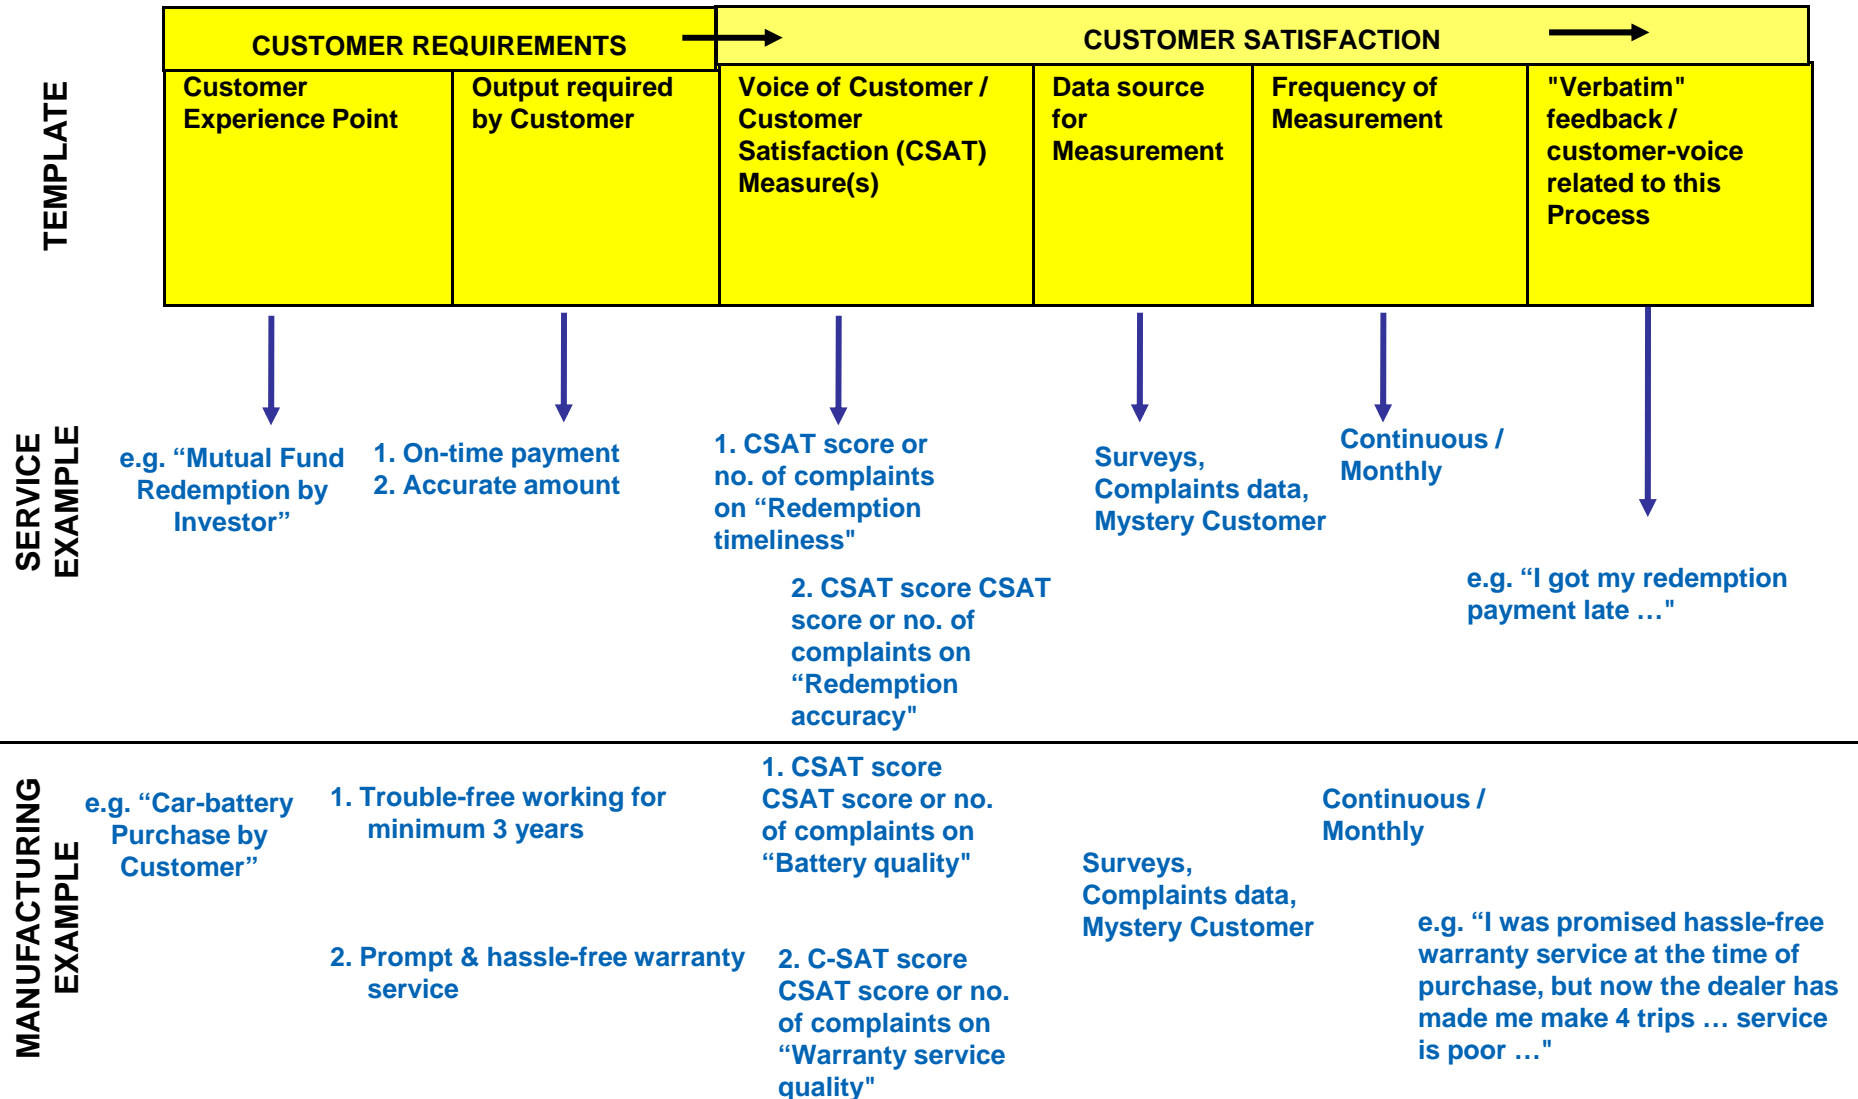 CUSTOMER REQUIREMENTS
CUSTOMER SATISFACTION
TEMPLATE
Customer
Experience Point
Output required
by Customer
Voice of Customer /
Customer
Satisfaction (CSAT)
Measure(s)
Data source
for
Measurement
Frequency of
Measurement
"Verbatim"
feedback /
customer-voice
related to this
Process
SERVICE
EXAMPLE
e.g. “Mutual Fund
Redemption by
Investor”
1. On-time payment
2. Accurate amount
1. CSAT score or
no. of complaints
on “Redemption
timeliness"
2. CSAT score CSAT
score or no. of
complaints on
“Redemption
accuracy"
Surveys,
Complaints data,
Mystery Customer
Continuous /
Monthly
e.g. “I got my redemption
payment late …"
MANUFACTURING
EXAMPLE
e.g. “Car-battery
Purchase by
Customer”
1. Trouble-free working for
minimum 3 years
2. Prompt & hassle-free warranty
service
1. CSAT score
CSAT score or no.
of complaints on
“Battery quality"
2. C-SAT score
CSAT score or no.
of complaints on
“Warranty service
quality"
Surveys,
Complaints data,
Mystery Customer
Continuous /
Monthly
e.g. “I was promised hassle-free
warranty service at the time of
purchase, but now the dealer has
made me make 4 trips … service
is poor …"